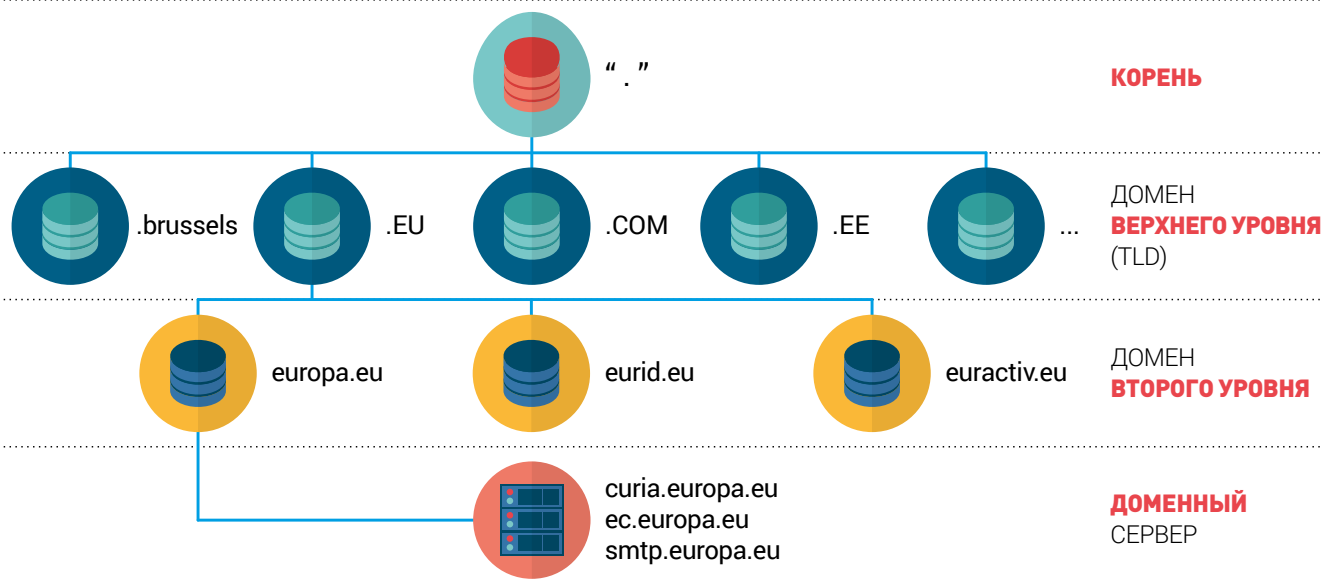 “ . ”
КОРЕНЬ
.brussels
.EU
.COM
.EE
...
ДОМЕН
ВЕРХНЕГО УРОВНЯ
(TLD)
europa.eu
eurid.eu
euractiv.eu
ДОМЕН
ВТОРОГО УРОВНЯ
curia.europa.eu
ec.europa.eu
smtp.europa.eu
ДОМЕННЫЙ
СЕРВЕР